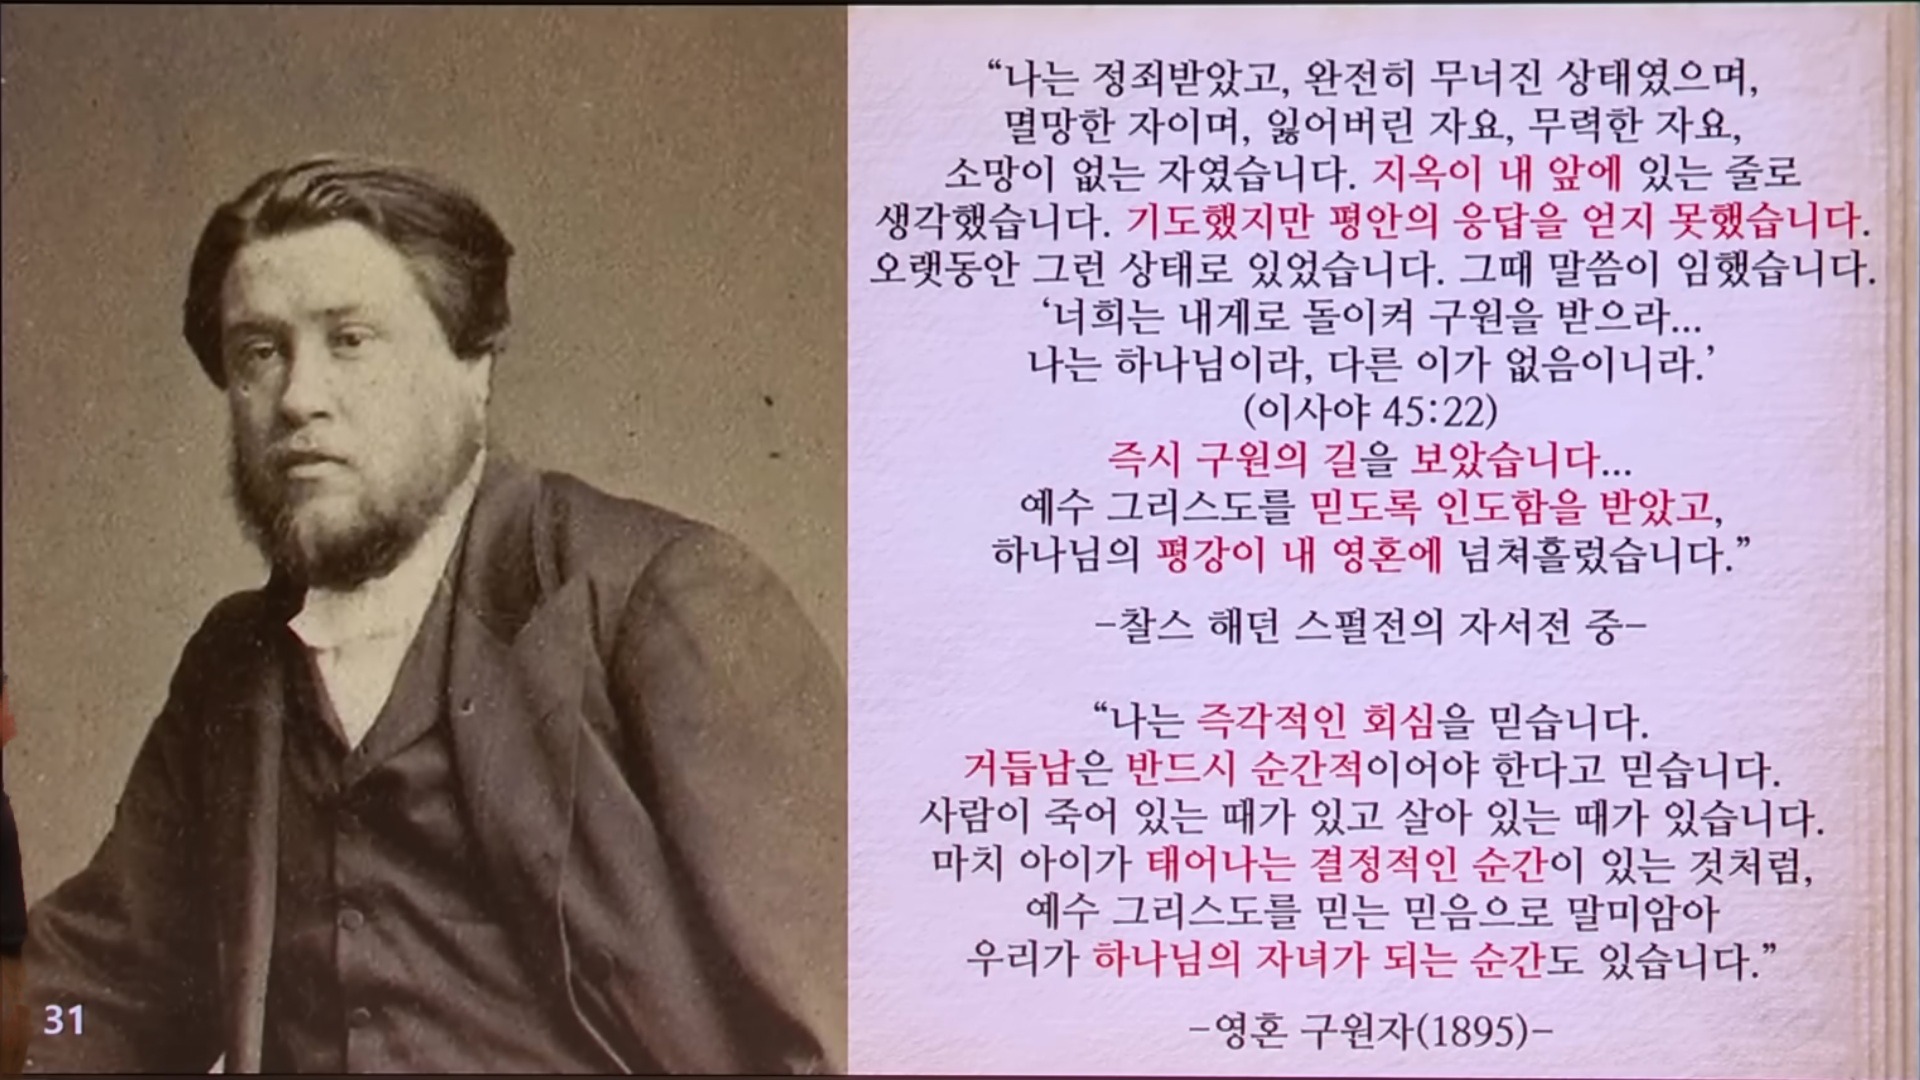 “나는 정죄받았고, 완전히 무너진 상태였으며,
멸망한 자이며, 잃어버린 자요, 무력한 자요,
소망이 없는 자였습니다. 지옥이 내 앞에 있는 줄로
생각했습니다. 기도했지만 평안의 응답을 얻지 못했습니다.
오랫동안 그런 상태로 있었습니다. 그때 말씀이 임했습니다.
‘너희는 내게로 돌이켜 구원을 받으라...
나는 하나님이라, 다른 이가 없음이니라.’
(이사야 45:22)
즉시 구원의 길을 보았습니다...
예수 그리스도를 믿도록 인도함을 받았고,
하나님의 평강이 내 영혼에 넘쳐흘렀습니다.”
-찰스 해던 스펄전의 자서전 중-
“나는 즉각적인 회심을 믿습니다.
거듭남은 반드시 순간적이어야 한다고 믿습니다.
사람이 죽어 있는 때가 있고 살아 있는 때가 있습니다.
마치 아이가 태어나는 결정적인 순간이 있는 것처럼,
예수 그리스도를 믿는 믿음으로 말미암아
우리가 하나님의 자녀가 되는 순간도 있습니다.”
-영혼 구원자(1895)-
31